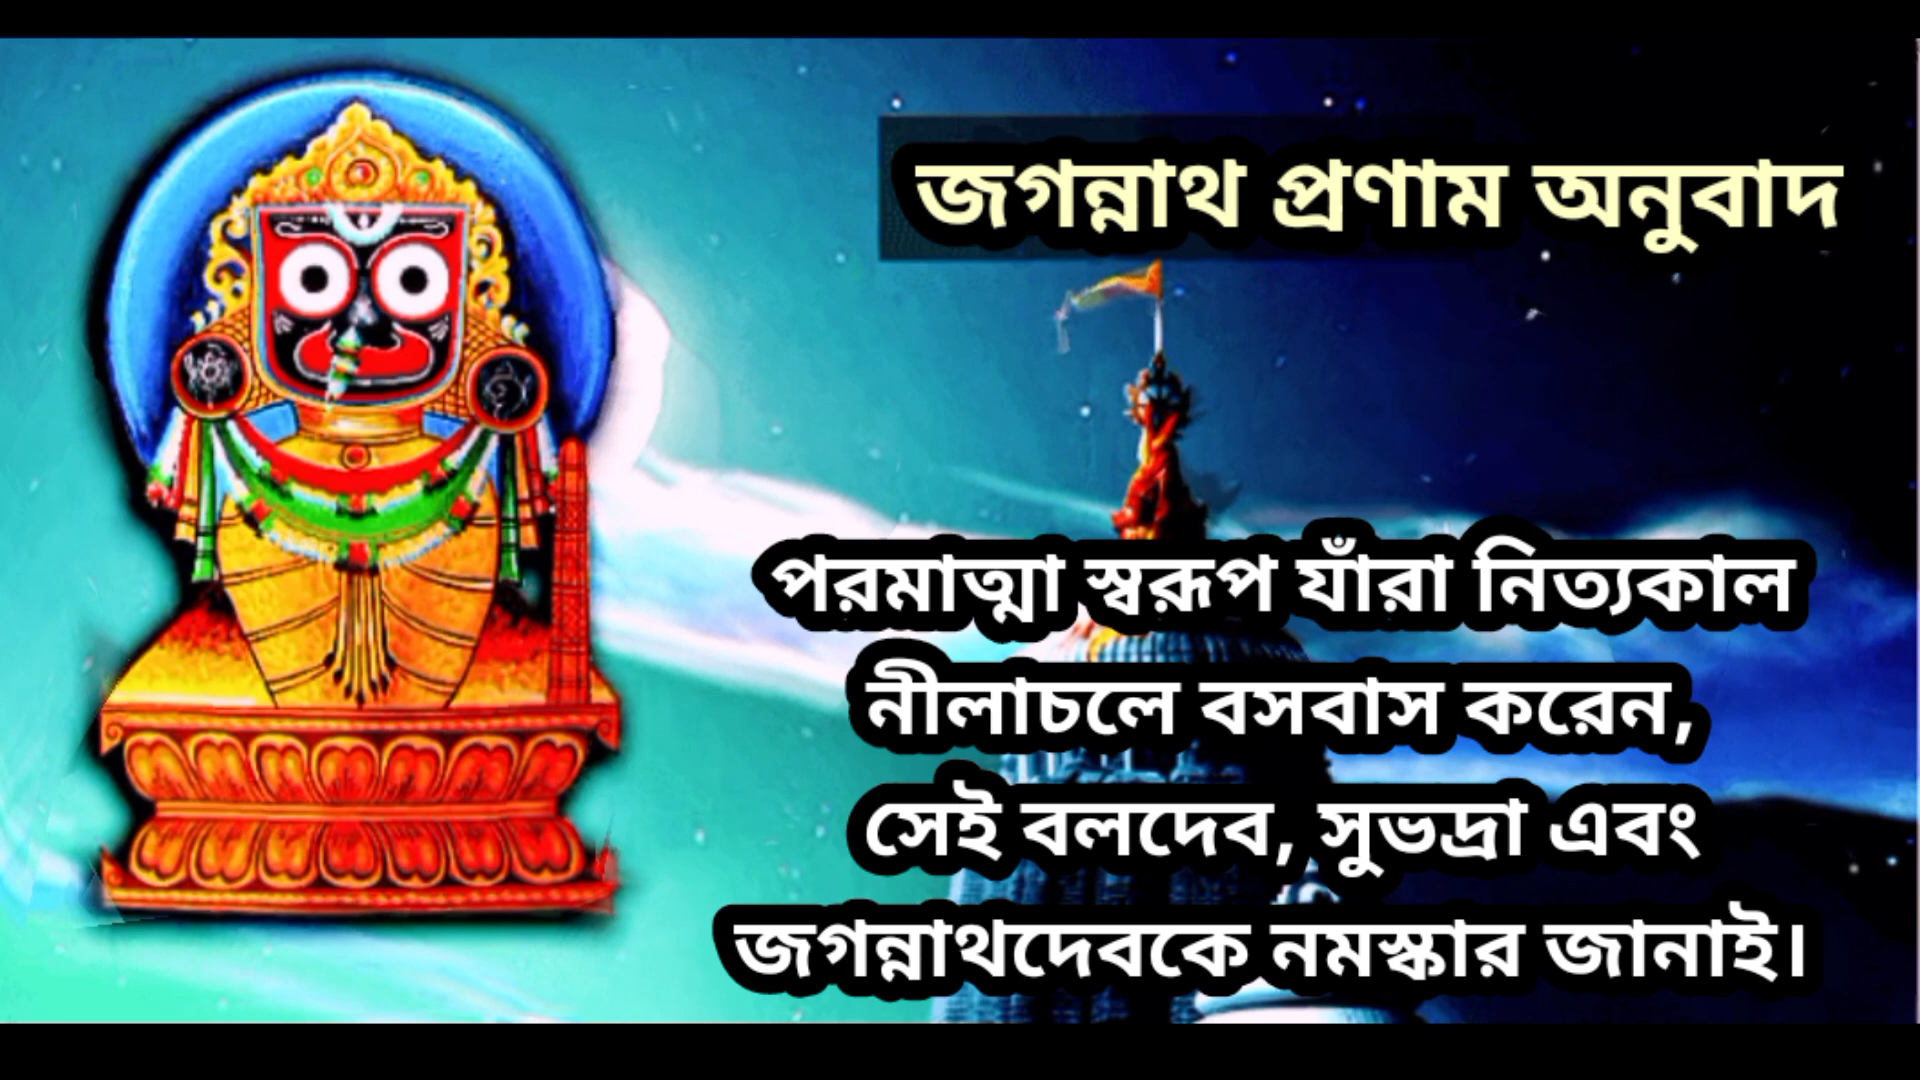 জগন্নাথ প্রণাম অনুবাদ
পরমাত্মা স্বরূপ যাঁরা নিত্যকাল
নীলাচলে বসবাস করেন,
সেই বলদেব, সুভদ্রা এবং
জগন্নাথদেবকে নমস্কার জানাই।